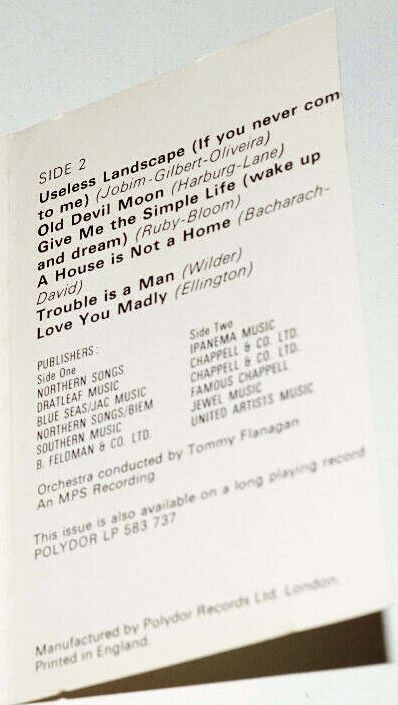 SIDE 2
Useless Landscape (If you never com
to me) (Jobim-Gilbert-Oliveira)
Old Devil Moon (Harburg-Lane)
Give Me the Simple Life (wake up
and dream) (Ruby-Bloom)
A House is Not a Home (Bacharach-
David)
Trouble is a Man (Wilder)
Love You Madly (Ellington)
PUBLISHERS:
Side One
NORTHERN SONGS
DRATLEAF MUSIC
BLUE SEAS/JAC MUSIC
NORTHERN SONGS/BIEM
SOUTHERN MUSIC
B. FELDMAN & CO. LTD.
Side Two
IPANEMA MUSIC
CHAPPELL & CO. LTD.
CHAPPELL & CO. LTD.
FAMOUS CHAPPELL
JEWEL MUSIC
UNITED ARTISTS MUSIC
Orchestra conducted by Tommy Flanagan
An MPS Recording
This issue is also available on a long playing record
POLYDOR LP 583 737
Manufactured by Polydor Records Ltd. London.
Printed in England.